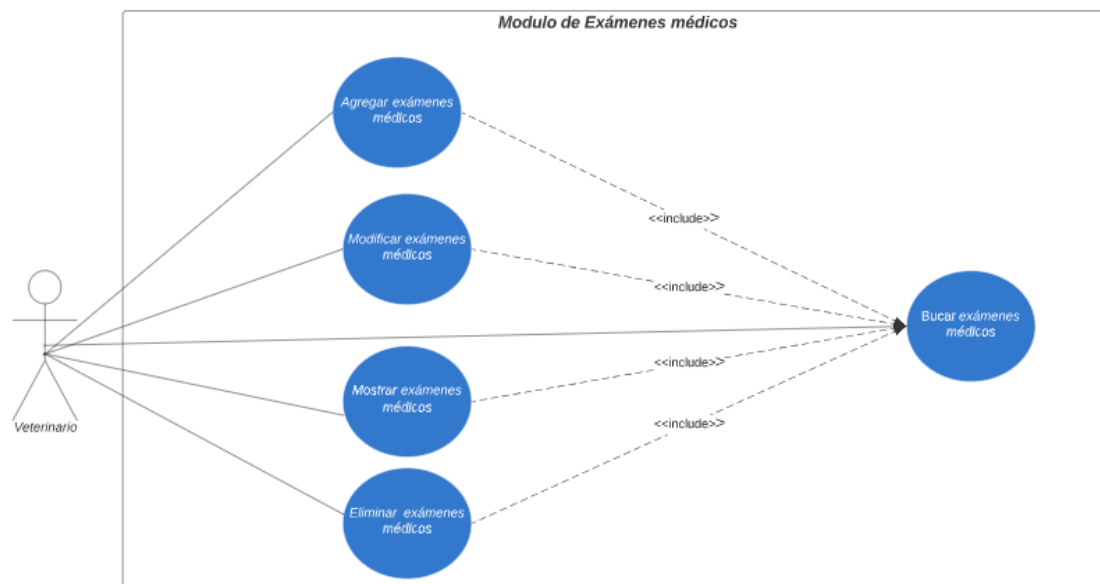 Modulo de Exámenes médicos
Agregar exámenes
médicos
<<include>>
Modificar exámenes
médicos
<<include>>
Bucar exámenes
médicos
Mostrar exámenes
médicos
<<include>>
<<include>>
Veterinario
Eliminar exámenes
médicos